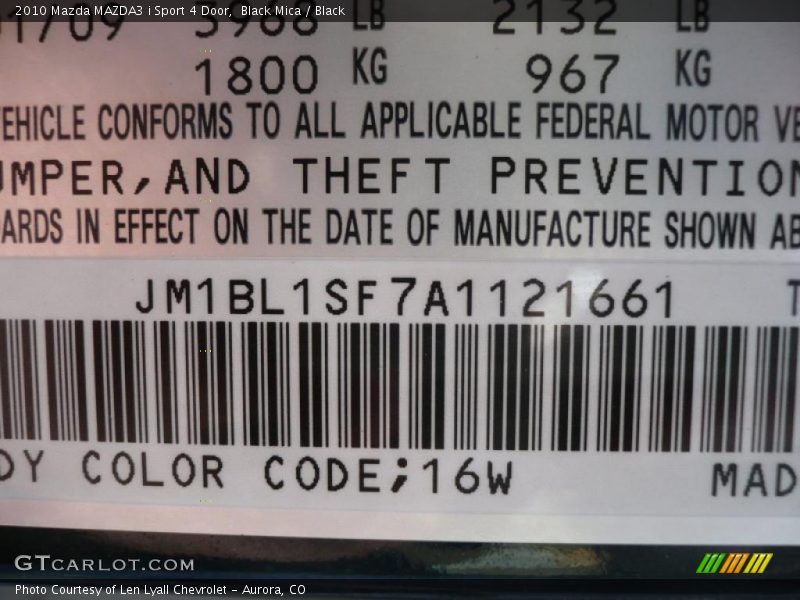 2010 Mazda MAZDA3 i Sport 4 Door, Black Mica / Black
LB 2132 LB
1800 KG 967 KG
EHICLE CONFORMS TO ALL APPLICABLE FEDERAL MOTOR VE
UMPER,AND THEFT PREVENTION
ARDS IN EFFECT ON THE DATE OF MANUFACTURE SHOWN AB
JM1BL1SF7A1121661 T
DY COLOR CODE;16W MAD
GTCARLOT.COM
Photo Courtesy of Len Lyall Chevrolet - Aurora, CO